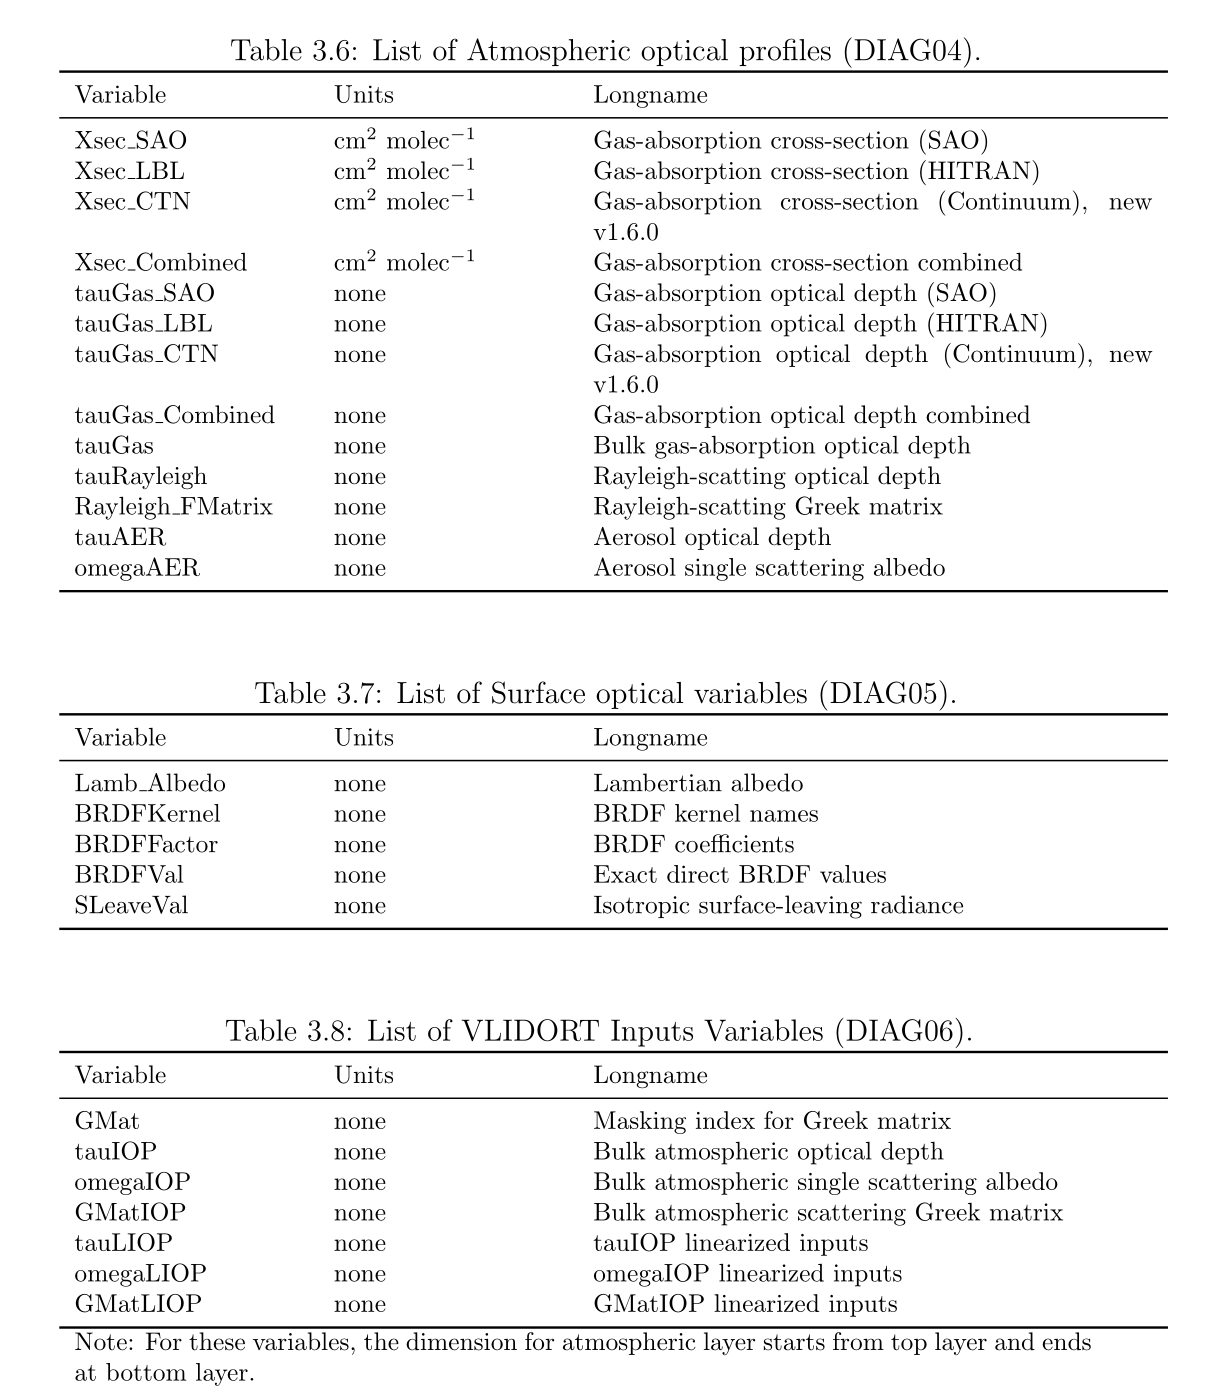 Table 3.6: List of Atmospheric optical profiles (DIAG04).
Variable Units Longname
Xsec_SAO cm² molec⁻¹ Gas-absorption cross-section (SAO)
Xsec_LBL cm² molec⁻¹ Gas-absorption cross-section (HITRAN)
Xsec_CTN cm² molec⁻¹ Gas-absorption cross-section (Continuum), new
v1.6.0
Xsec_Combined cm² molec⁻¹ Gas-absorption cross-section combined
tauGas_SAO none Gas-absorption optical depth (SAO)
tauGas_LBL none Gas-absorption optical depth (HITRAN)
tauGas_CTN none Gas-absorption optical depth (Continuum), new
v1.6.0
tauGas_Combined none Gas-absorption optical depth combined
tauGas none Bulk gas-absorption optical depth
tauRayleigh none Rayleigh-scatting optical depth
Rayleigh_FMatrix none Rayleigh-scatting Greek matrix
tauAER none Aerosol optical depth
omegaAER none Aerosol single scattering albedo
Table 3.7: List of Surface optical variables (DIAG05).
Variable Units Longname
Lamb_Albedo none Lambertian albedo
BRDFKernel none BRDF kernel names
BRDFFactor none BRDF coefficients
BRDFVal none Exact direct BRDF values
SLeaveVal none Isotropic surface-leaving radiance
Table 3.8: List of VLIDORT Inputs Variables (DIAG06).
Variable Units Longname
GMat none Masking index for Greek matrix
tauIOP none Bulk atmospheric optical depth
omegaIOP none Bulk atmospheric single scattering albedo
GMatIOP none Bulk atmospheric scattering Greek matrix
tauLIOP none tauIOP linearized inputs
omegaLIOP none omegaIOP linearized inputs
GMatLIOP none GMatIOP linearized inputs
Note: For these variables, the dimension for atmospheric layer starts from top layer and ends
at bottom layer.